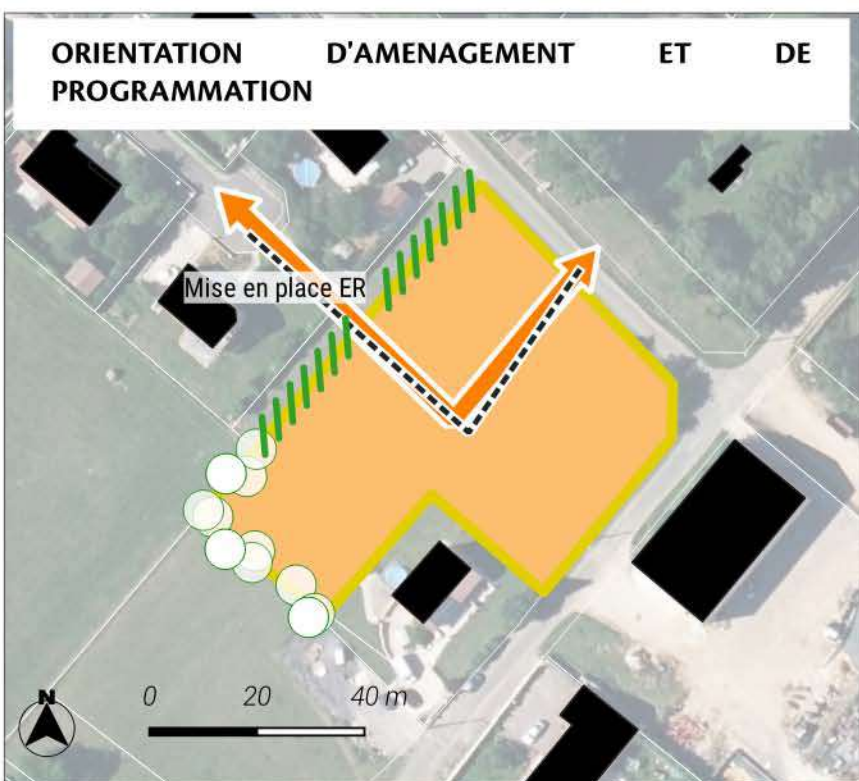 ORIENTATION D'AMENAGEMENT ET DE
PROGRAMMATION
Mise en place ER
N
0 20 40 m